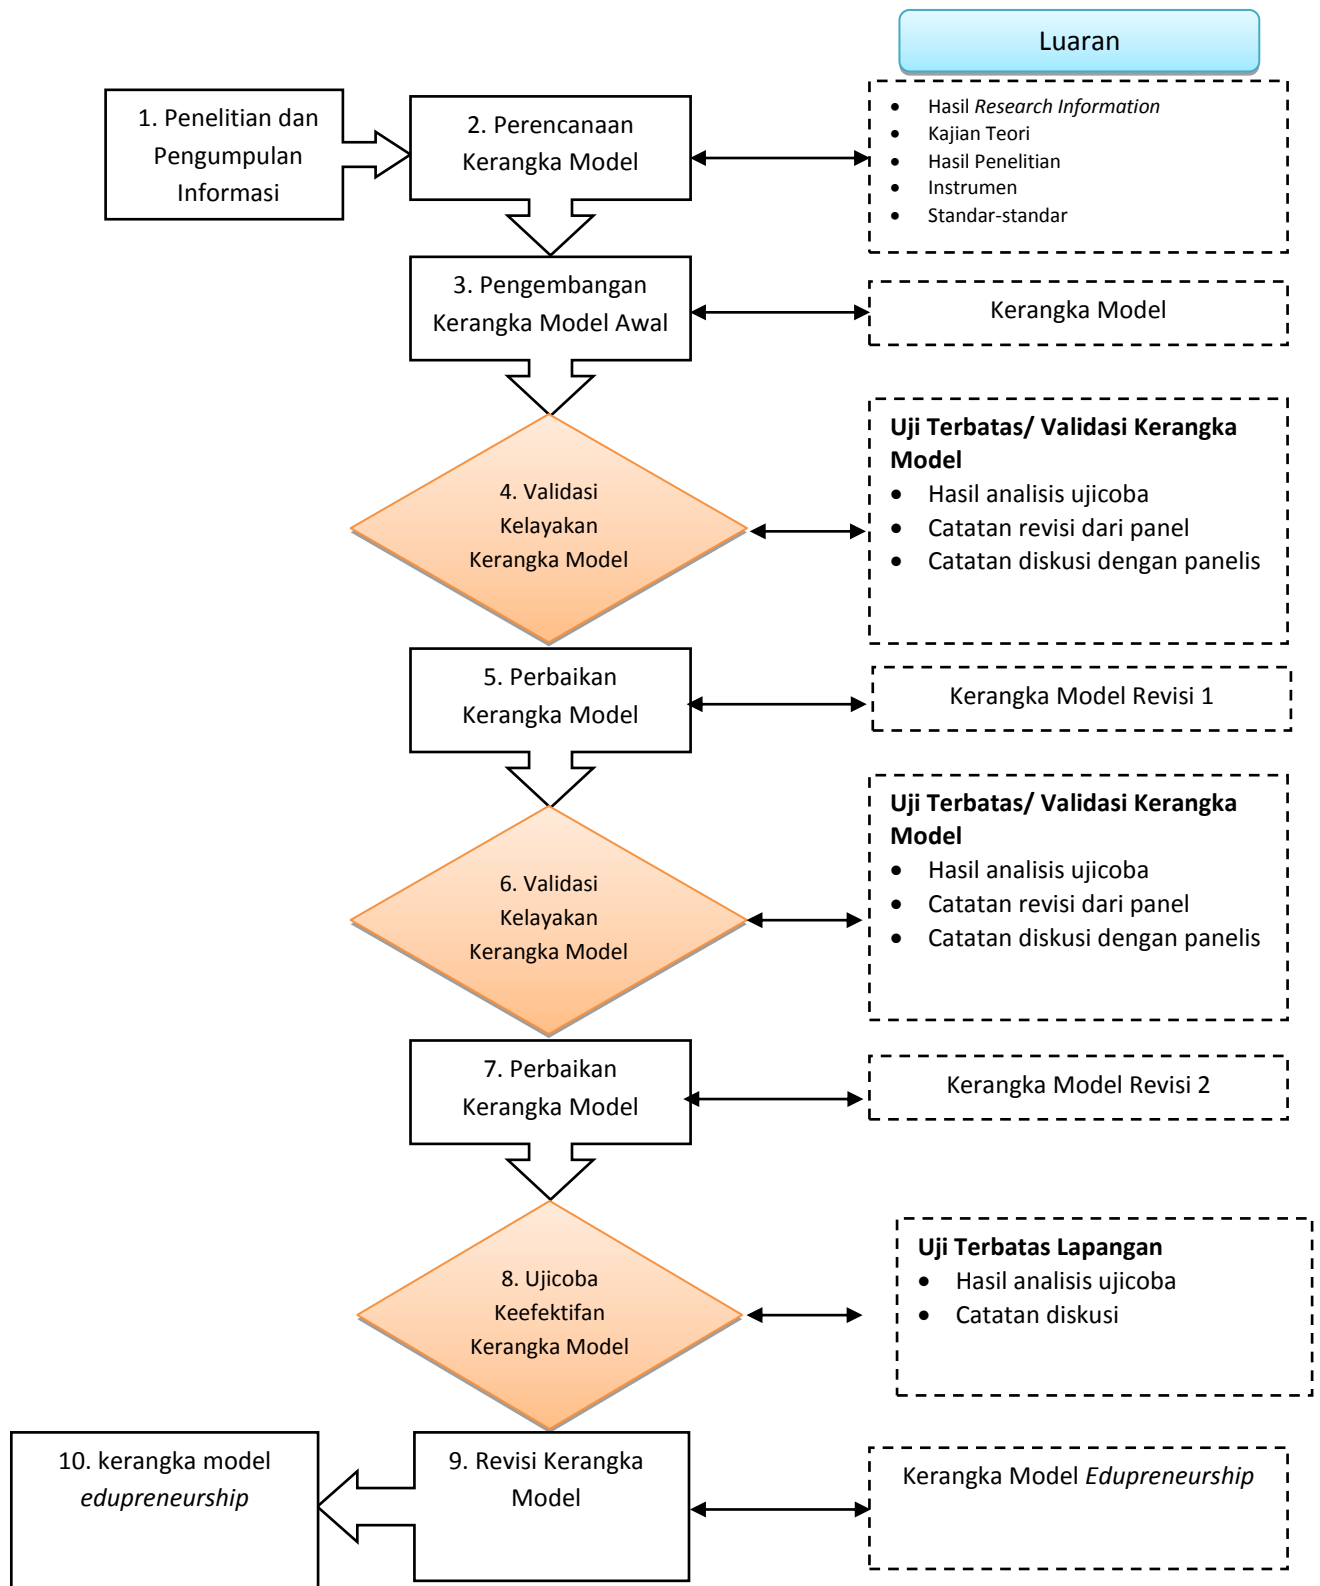 Luaran
1. Penelitian dan
Pengumpulan
Informasi
2. Perencanaan
Kerangka Model
• Hasil Research Information
• Kajian Teori
• Hasil Penelitian
• Instrumen
• Standar-standar
3. Pengembangan
Kerangka Model Awal
Kerangka Model
4. Validasi
Kelayakan
Kerangka Model
Uji Terbatas/ Validasi Kerangka
Model
• Hasil analisis ujicoba
• Catatan revisi dari panel
• Catatan diskusi dengan panelis
5. Perbaikan
Kerangka Model
Kerangka Model Revisi 1
6. Validasi
Kelayakan
Kerangka Model
Uji Terbatas/ Validasi Kerangka
Model
• Hasil analisis ujicoba
• Catatan revisi dari panel
• Catatan diskusi dengan panelis
7. Perbaikan
Kerangka Model
Kerangka Model Revisi 2
8. Ujicoba
Keefektifan
Kerangka Model
Uji Terbatas Lapangan
• Hasil analisis ujicoba
• Catatan diskusi
9. Revisi Kerangka
Model
Kerangka Model Edupreneurship
10. kerangka model
edupreneurship